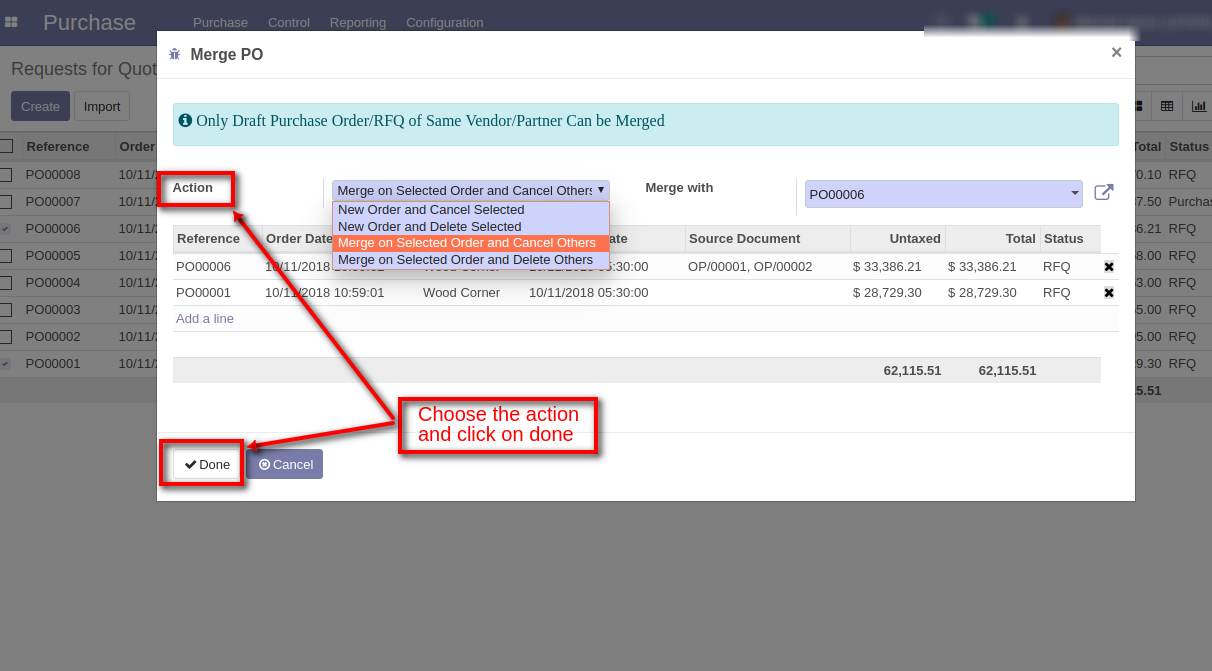 Purchase Purchase Control Reporting Configuration
Merge PO ×
Requests for Quot
Create Import
Only Draft Purchase Order/RFQ of Same Vendor/Partner Can be Merged
Reference Order Total Status
PO00008 10/11/ 0.10 RFQ
PO00007 10/11/ 7.50 Purchas
PO00006 10/11/ 6.21 RFQ
PO00005 10/11/ 8.00 RFQ
PO00004 10/11/ 3.00 RFQ
PO00003 10/11/ 5.00 RFQ
PO00002 10/11/ 5.00 RFQ
PO00001 10/11/ 9.30 RFQ
5.51
Action Merge on Selected Order and Cancel Others Merge with PO00006
New Order and Cancel Selected
New Order and Delete Selected
Merge on Selected Order and Cancel Others
Merge on Selected Order and Delete Others
Reference Order Date ate Source Document Untaxed Total Status
PO00006 10/11/2018 Wood Corner 5:30:00 OP/00001, OP/00002 $ 33,386.21 $ 33,386.21 RFQ
PO00001 10/11/2018 10:59:01 Wood Corner 10/11/2018 05:30:00 $ 28,729.30 $ 28,729.30 RFQ
Add a line
62,115.51 62,115.51
Choose the action
and click on done
Done Cancel